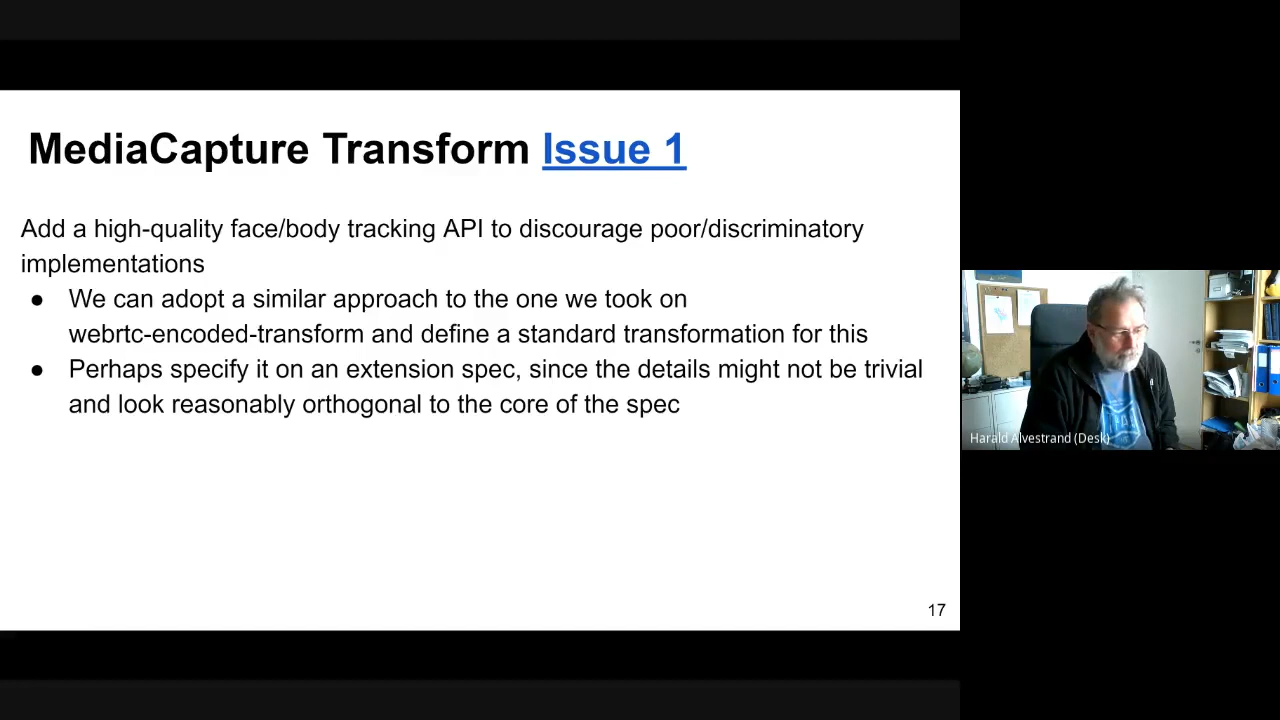 MediaCapture Transform Issue 1
Add a high-quality face/body tracking API to discourage poor/discriminatory
implementations
● We can adopt a similar approach to the one we took on
webrtc-encoded-transform and define a standard transformation for this
● Perhaps specify it on an extension spec, since the details might not be trivial
and look reasonably orthogonal to the core of the spec
17
Harald Alvestrand (Desk)